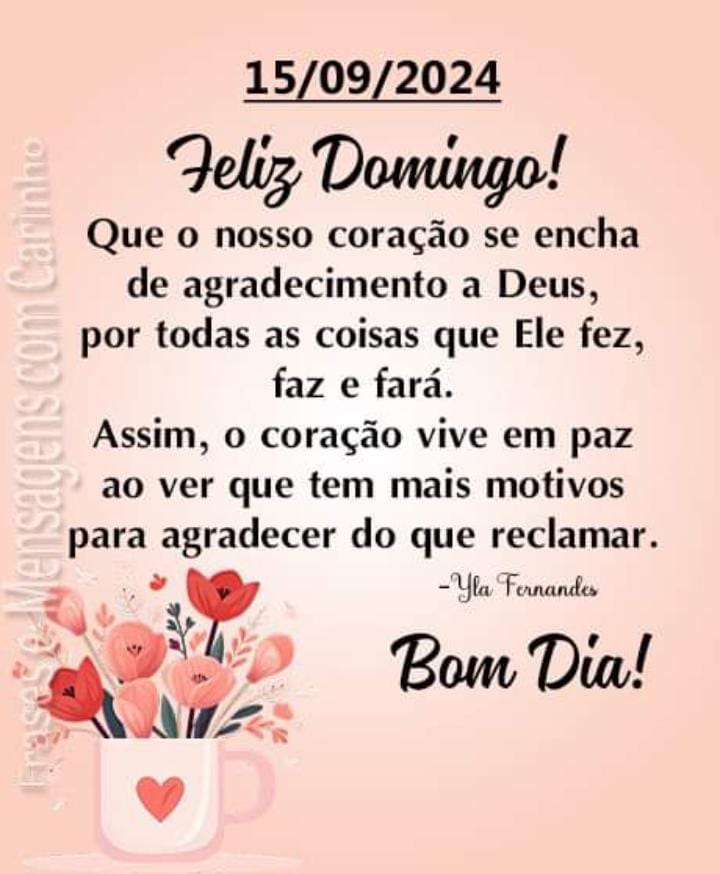 15/09/2024
Feliz Domingo!
Que o nosso coração se encha
de agradecimento a Deus,
por todas as coisas que Ele fez,
faz e fará.
Assim, o coração vive em paz
ao ver que tem mais motivos
para agradecer do que reclamar.
-Yla Fernandes
Bom Dia!
Frases e Mensagens com Carinho